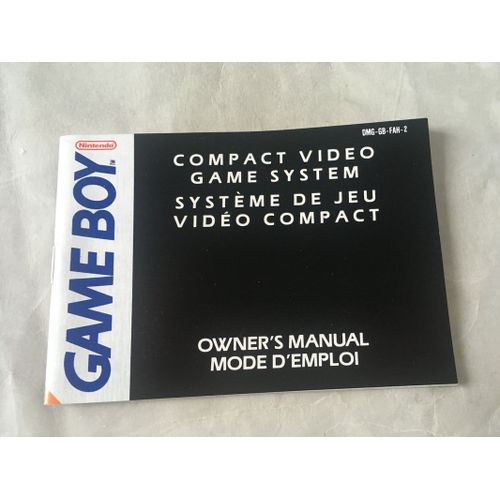 Nintendo
GAME BOY™
DMG-GB-FAH-2
COMPACT VIDEO
GAME SYSTEM
SYSTÈME DE JEU
VIDÉO COMPACT
OWNER'S MANUAL
MODE D'EMPLOI